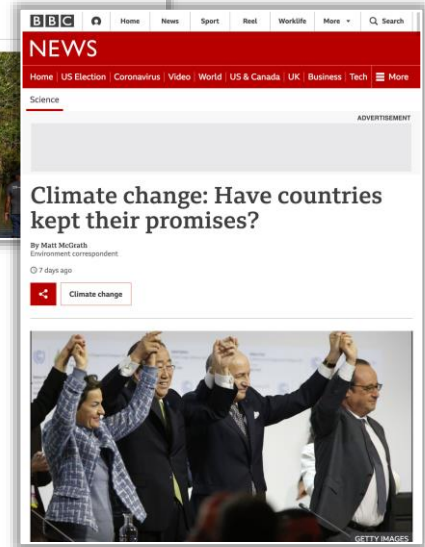 BBC Home News Sport Reel Worklife More Search
NEWS
Home US Election Coronavirus Video World US & Canada UK Business Tech More
Science
ADVERTISEMENT
Climate change: Have countries
kept their promises?
By Matt McGrath
Environment correspondent
7 days ago
Climate change
GETTY IMAGES